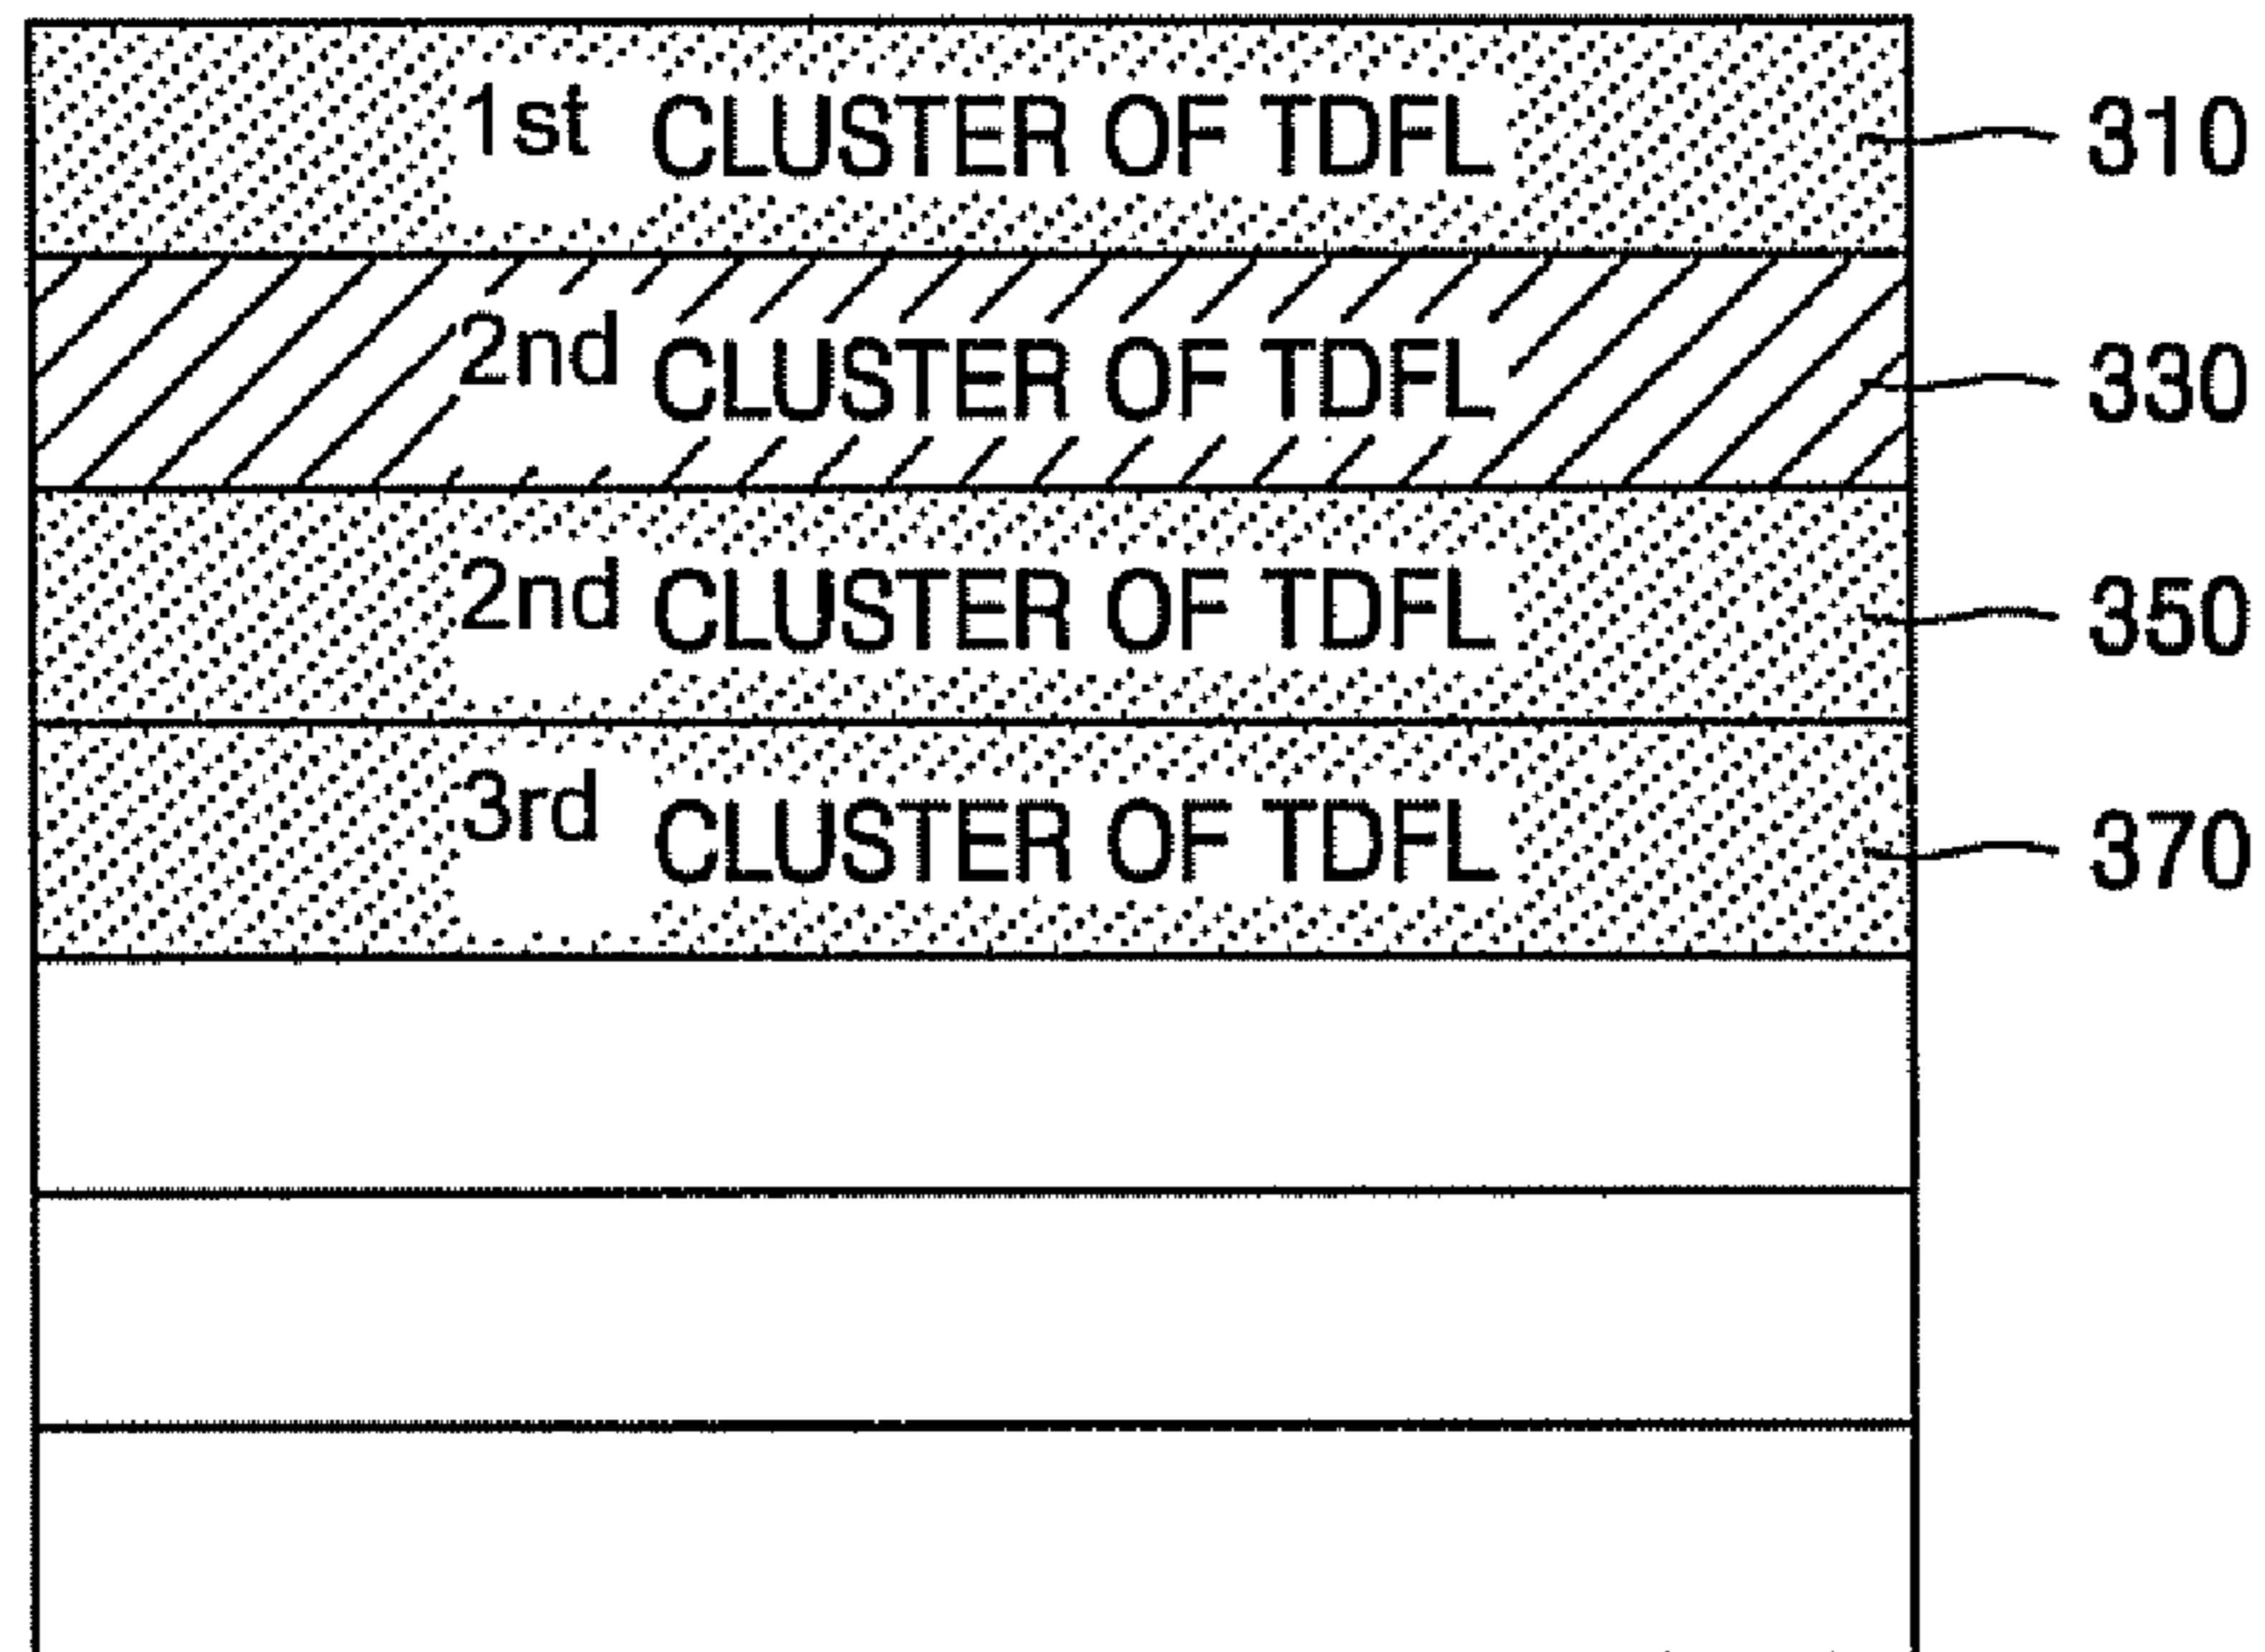 1st CLUSTER OF TDFL 310
2nd CLUSTER OF TDFL 330
2nd CLUSTER OF TDFL 350
3rd CLUSTER OF TDFL 370